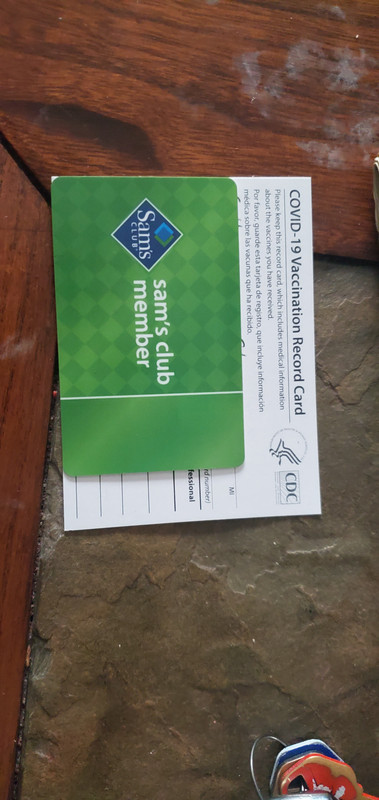 COVID-19 Vaccination Record Card
Please keep this record card, which includes medical information
about the vaccines you have received.
Por favor, guarde esta tarjeta de registro, que incluye información
médica sobre las vacunas que ha recibido.
CDC
MI
rd number)
fessional
Sam's
CLUB
sam's club
member